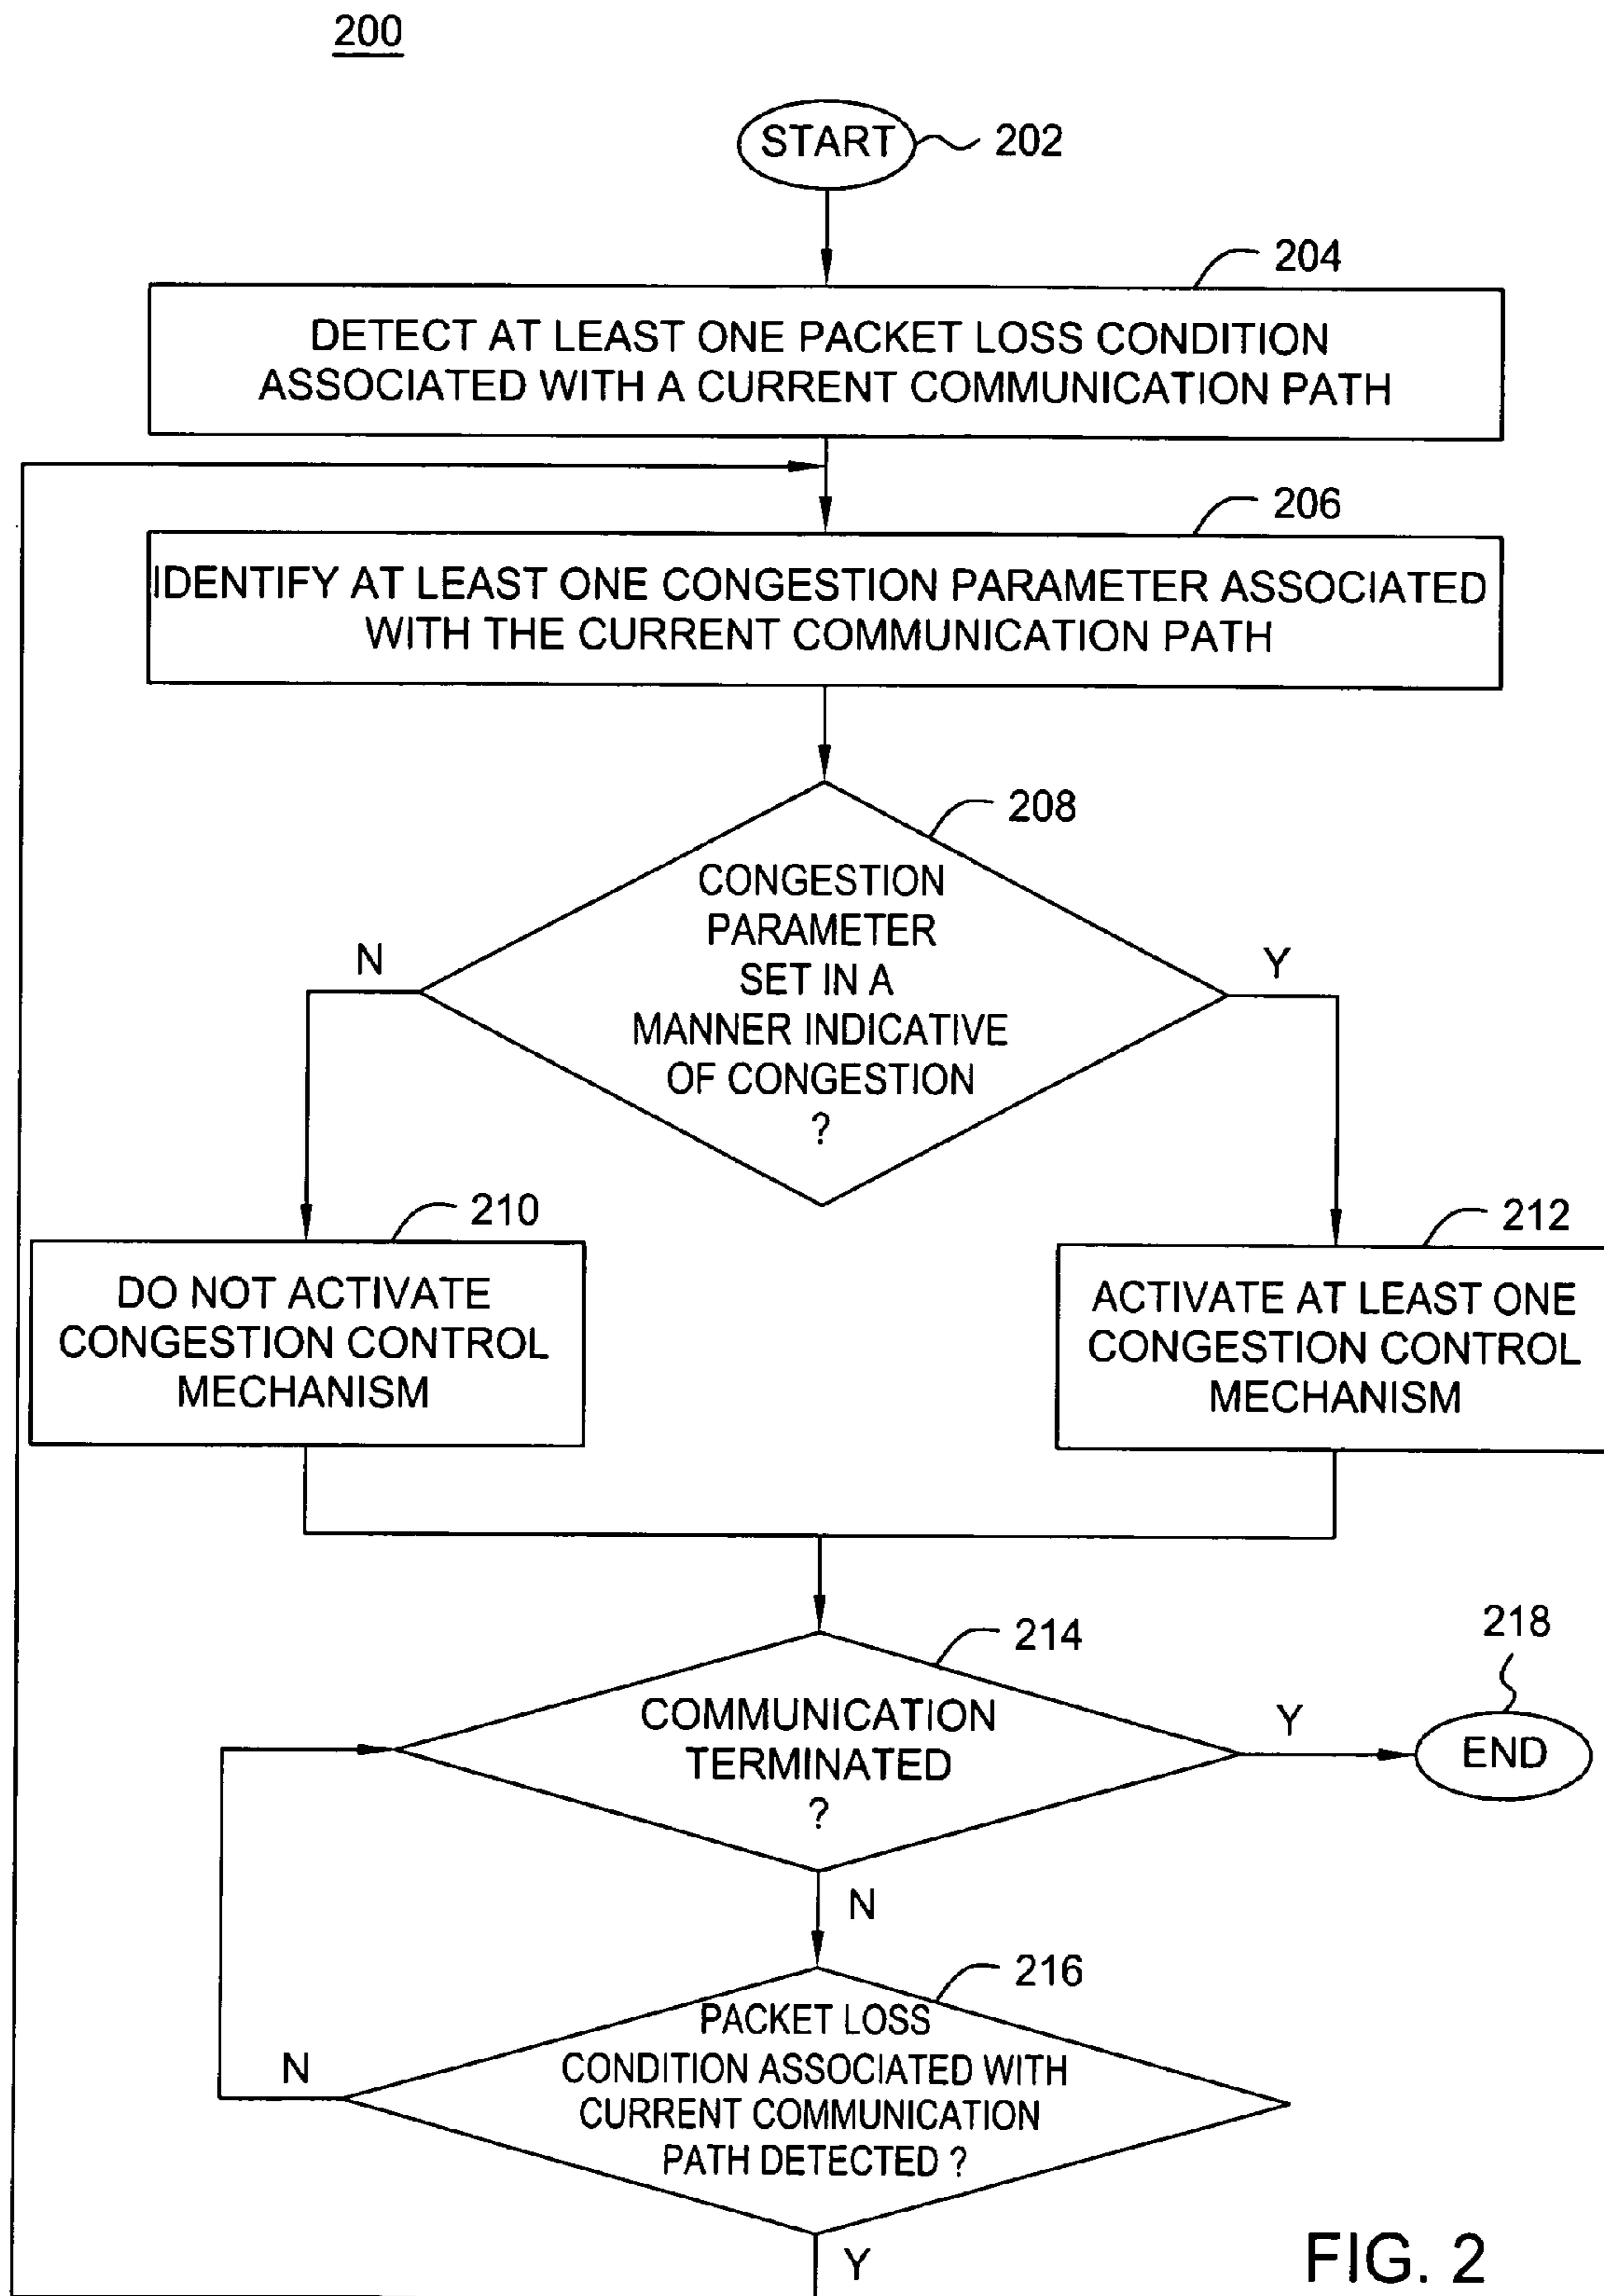 200
START
202
204
DETECT AT LEAST ONE PACKET LOSS CONDITION
ASSOCIATED WITH A CURRENT COMMUNICATION PATH
206
IDENTIFY AT LEAST ONE CONGESTION PARAMETER ASSOCIATED
WITH THE CURRENT COMMUNICATION PATH
208
CONGESTION
PARAMETER
SET IN A
MANNER INDICATIVE
OF CONGESTION
?
N
Y
210
DO NOT ACTIVATE
CONGESTION CONTROL
MECHANISM
212
ACTIVATE AT LEAST ONE
CONGESTION CONTROL
MECHANISM
214
COMMUNICATION
TERMINATED
?
Y
218
END
N
216
PACKET LOSS
CONDITION ASSOCIATED WITH
CURRENT COMMUNICATION
PATH DETECTED ?
N
Y
FIG. 2